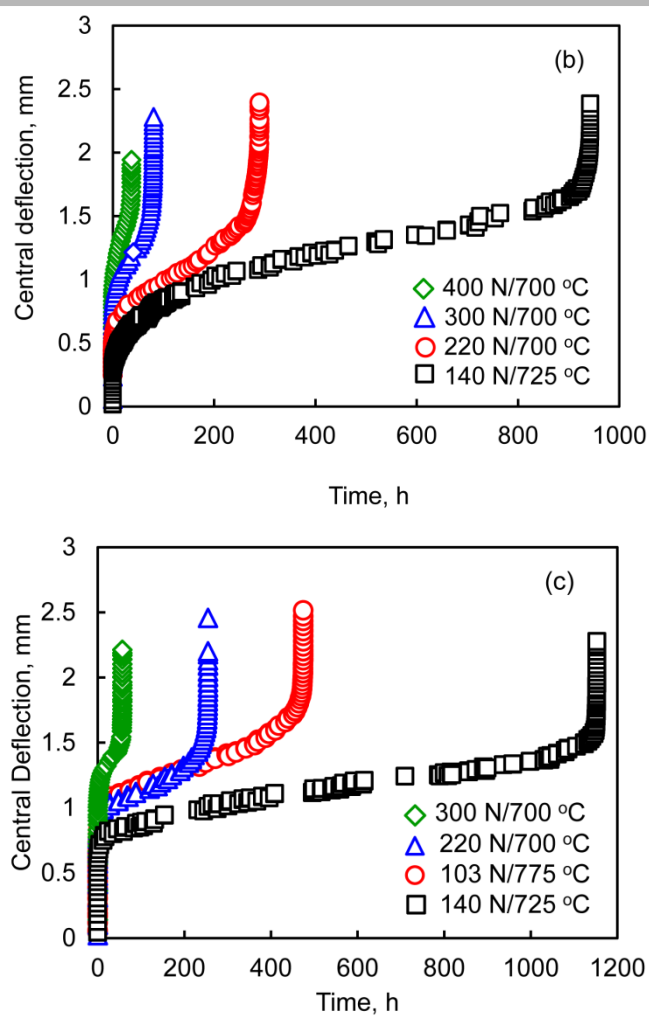 3
(b)
2.5
2
1.5
1
0.5
0
Central deflection, mm
400 N/700 °C
300 N/700 °C
220 N/700 °C
140 N/725 °C
0 200 400 600 800 1000
Time, h
3
(c)
2.5
2
1.5
1
0.5
0
Central Deflection, mm
300 N/700 °C
220 N/700 °C
103 N/775 °C
140 N/725 °C
0 200 400 600 800 1000 1200
Time, h